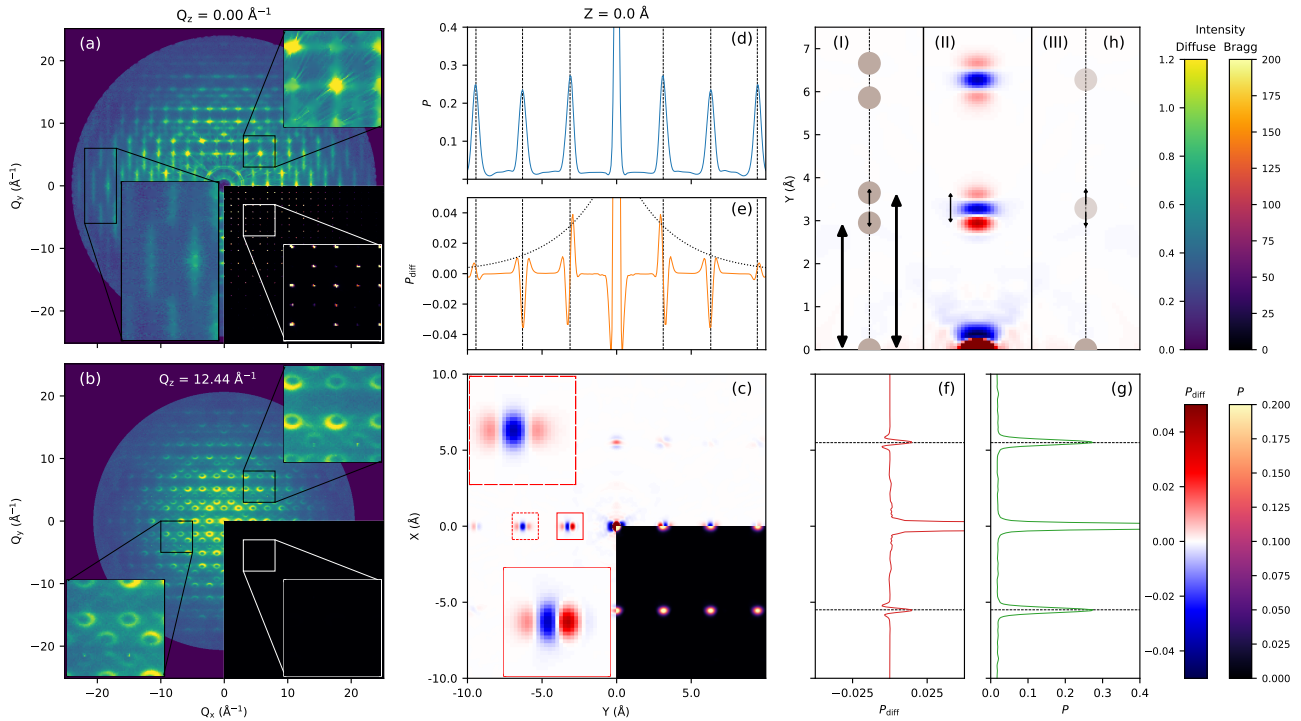 Q_z = 0.00 Å⁻¹
Z = 0.0 Å
(a)
20
10
0
−10
−20
Q_y (Å⁻¹)
−20
−10
0
10
20
(b)
Q_z = 12.44 Å⁻¹
20
10
0
−10
−20
Q_y (Å⁻¹)
−20
−10
0
10
20
Q_x (Å⁻¹)
(d)
0.4
0.3
0.2
0.1
P
(e)
0.04
0.02
0.00
−0.02
−0.04
P_diff
(c)
10.0
5.0
0.0
-5.0
-10.0
X (Å)
-10.0
-5.0
0.0
5.0
Y (Å)
(I)
(II)
(III)
(h)
7
6
5
4
3
2
1
0
Y (Å)
(f)
−0.025
0.025
P_diff
(g)
0.0
0.2
0.4
P
Intensity
Diffuse
Bragg
1.2
1.0
0.8
0.6
0.4
0.2
0.0
200
175
150
125
100
75
50
25
0
P_diff
P
0.04
0.02
0.00
−0.02
−0.04
0.200
0.175
0.150
0.125
0.100
0.075
0.050
0.025
0.000